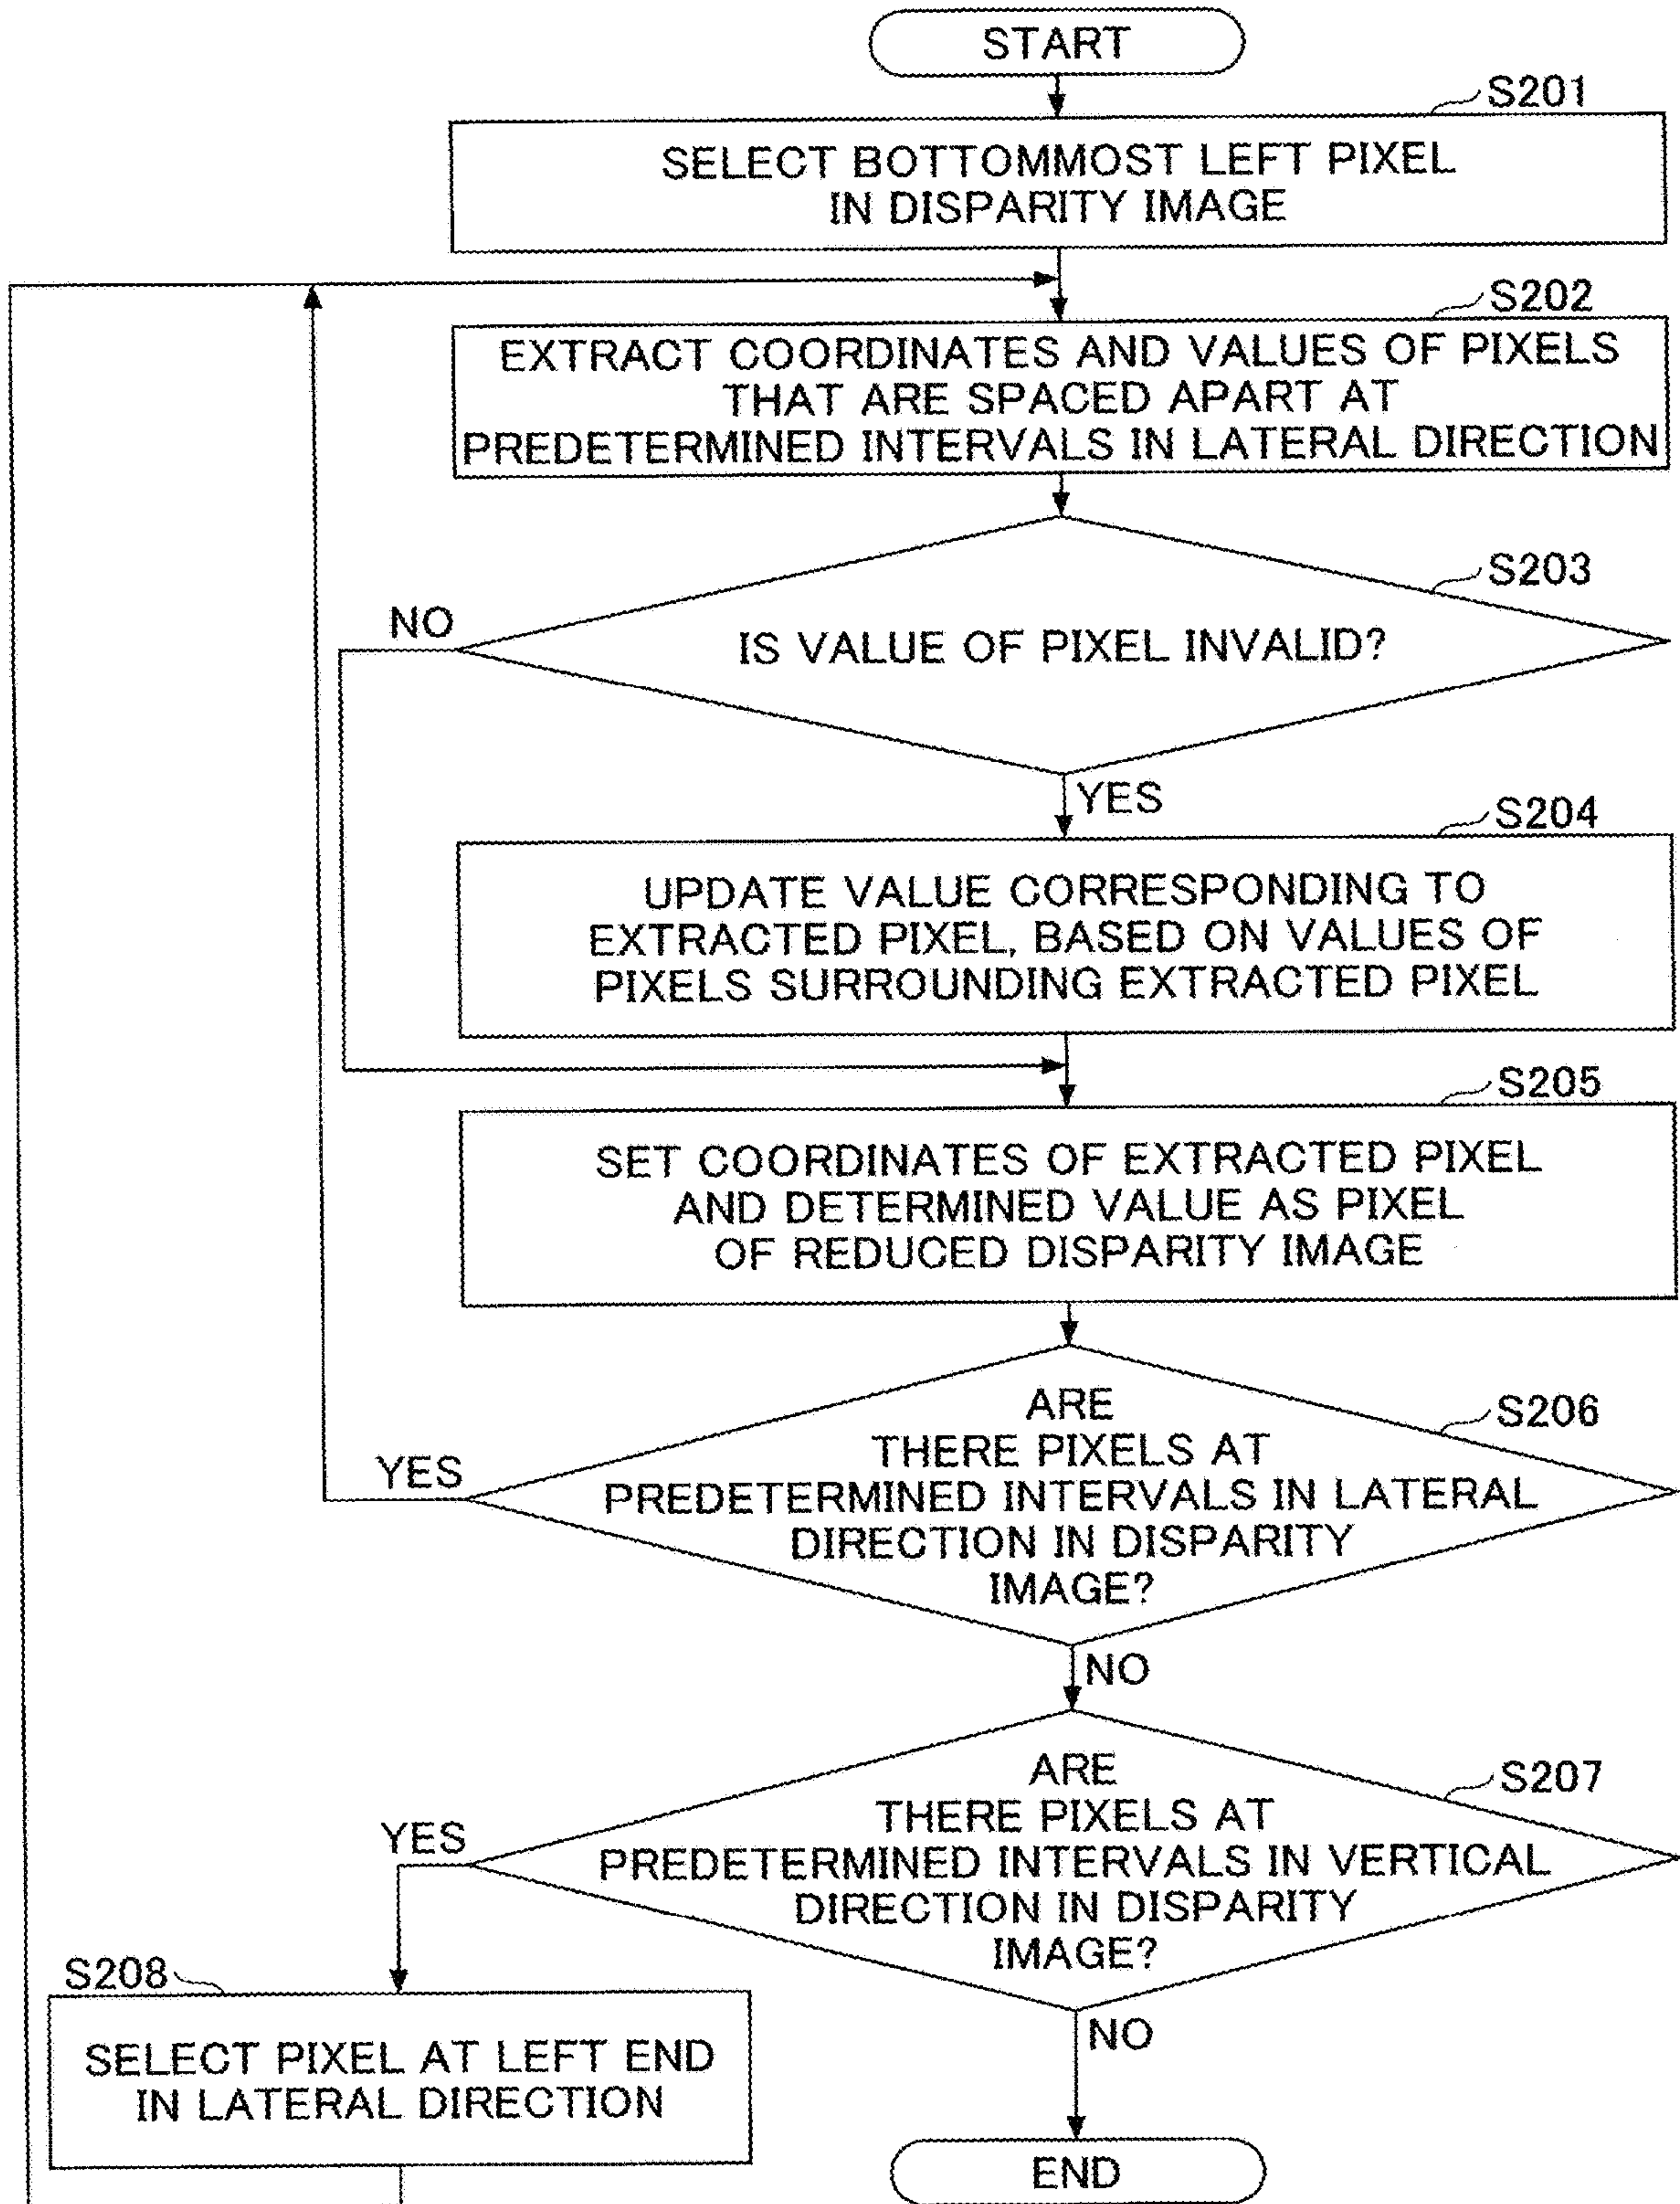 START
S201
SELECT BOTTOMMOST LEFT PIXEL
IN DISPARITY IMAGE
S202
EXTRACT COORDINATES AND VALUES OF PIXELS
THAT ARE SPACED APART AT
PREDETERMINED INTERVALS IN LATERAL DIRECTION
S203
NO
IS VALUE OF PIXEL INVALID?
YES
S204
UPDATE VALUE CORRESPONDING TO
EXTRACTED PIXEL, BASED ON VALUES OF
PIXELS SURROUNDING EXTRACTED PIXEL
S205
SET COORDINATES OF EXTRACTED PIXEL
AND DETERMINED VALUE AS PIXEL
OF REDUCED DISPARITY IMAGE
S206
YES
ARE
THERE PIXELS AT
PREDETERMINED INTERVALS IN LATERAL
DIRECTION IN DISPARITY
IMAGE?
NO
S207
YES
ARE
THERE PIXELS AT
PREDETERMINED INTERVALS IN VERTICAL
DIRECTION IN DISPARITY
IMAGE?
S208
NO
SELECT PIXEL AT LEFT END
IN LATERAL DIRECTION
END